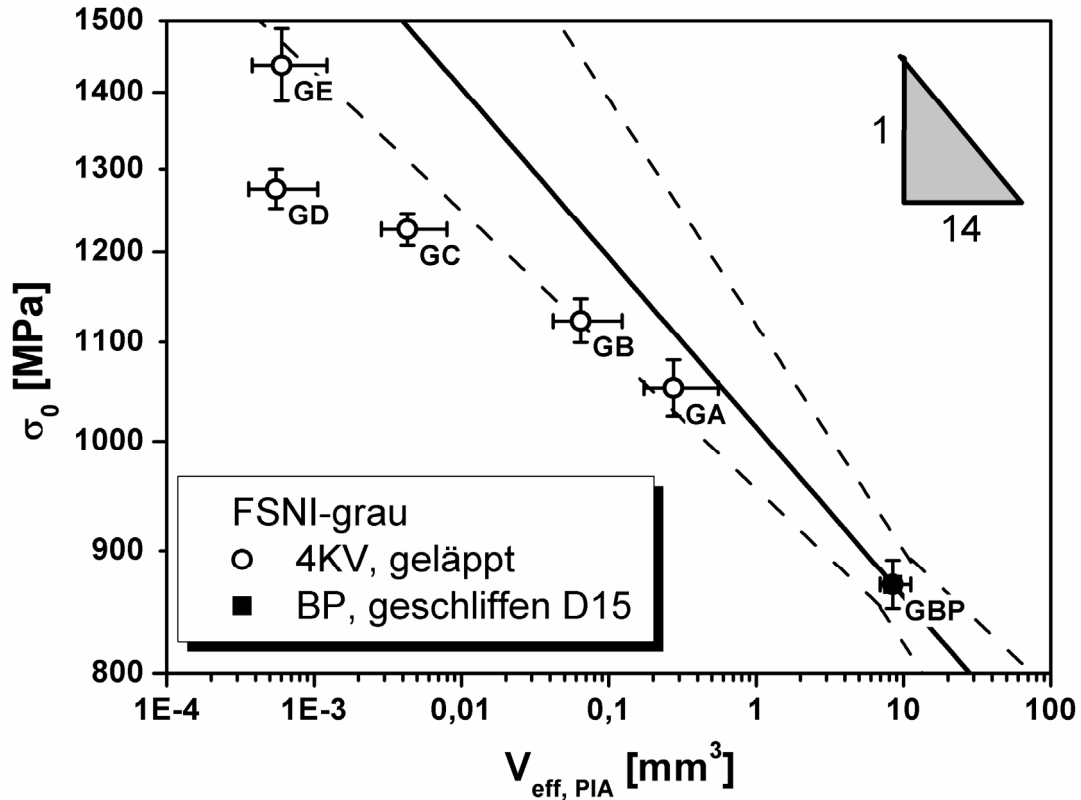 1500
1400
1300
1200
1100
1000
900
800
σ0 [MPa]
GE
GD
GC
GB
GA
GBP
1
14
FSNI-grau
4KV, geläppt
BP, geschliffen D15
1E-4 1E-3 0,01 0,1 1 10 100
Veff, PIA [mm³]